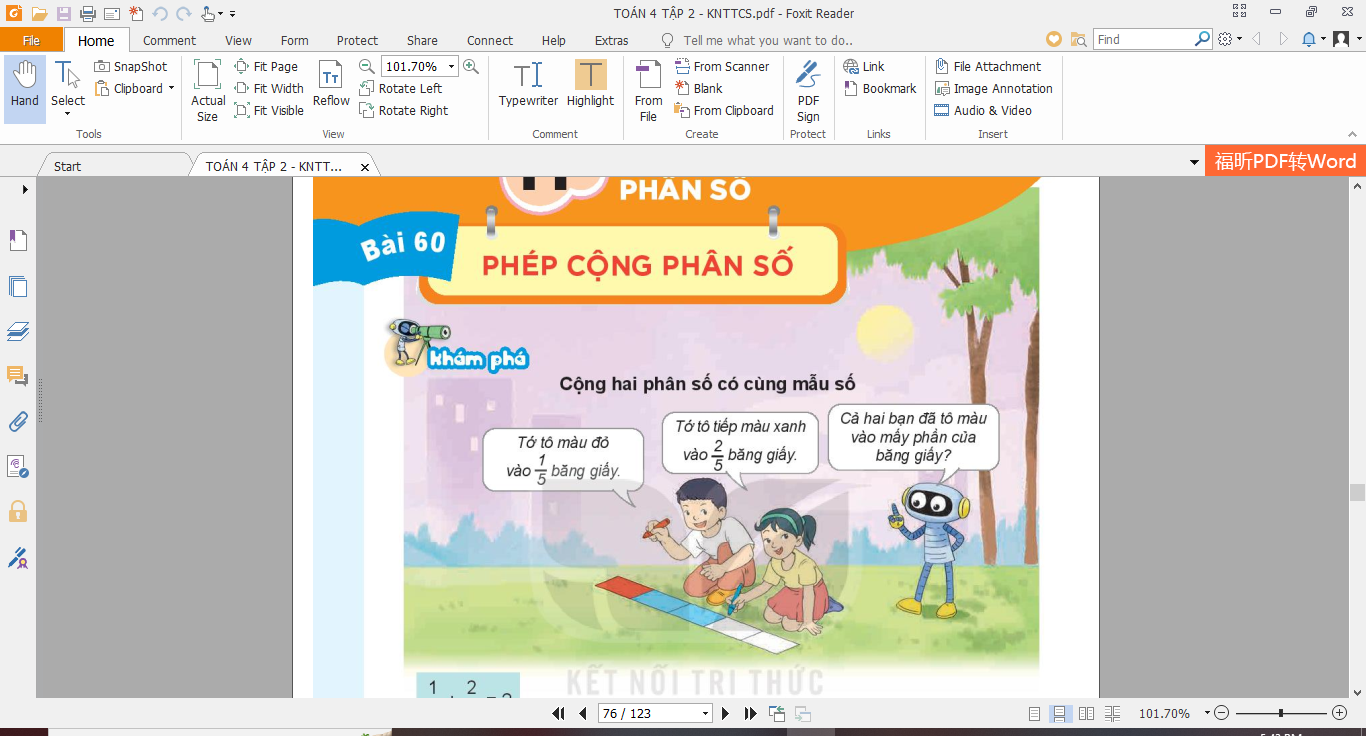 TOÁN 4 TẬP 2 - KNTTCS.pdf - Foxit Reader
File Home Comment View Form Protect Share Connect Help Extras Tell me what you want to do.. Find
Hand
Select
SnapShot
Clipboard
Tools
Actual
Size
Fit Page
Fit Width
Fit Visible
Reflow
101.70%
Rotate Left
Rotate Right
View
Typewriter
Highlight
Comment
From
File
From Scanner
Blank
From Clipboard
Create
PDF
Sign
Protect
Link
Bookmark
Links
File Attachment
Image Annotation
Audio & Video
Insert
Start
TOÁN 4 TẬP 2 - KNTT...
福昕PDF转Word
PHÂN SỐ
Bài 60
PHÉP CỘNG PHÂN SỐ
khám phá
Cộng hai phân số có cùng mẫu số
Tớ tô màu đỏ
vào 1/5 băng giấy.
Tớ tô tiếp màu xanh
vào 2/5 băng giấy.
Cả hai bạn đã tô màu
vào mấy phần của
băng giấy?
KẾT NỐI TRI THỨC
1 2
76 / 123
101.70%